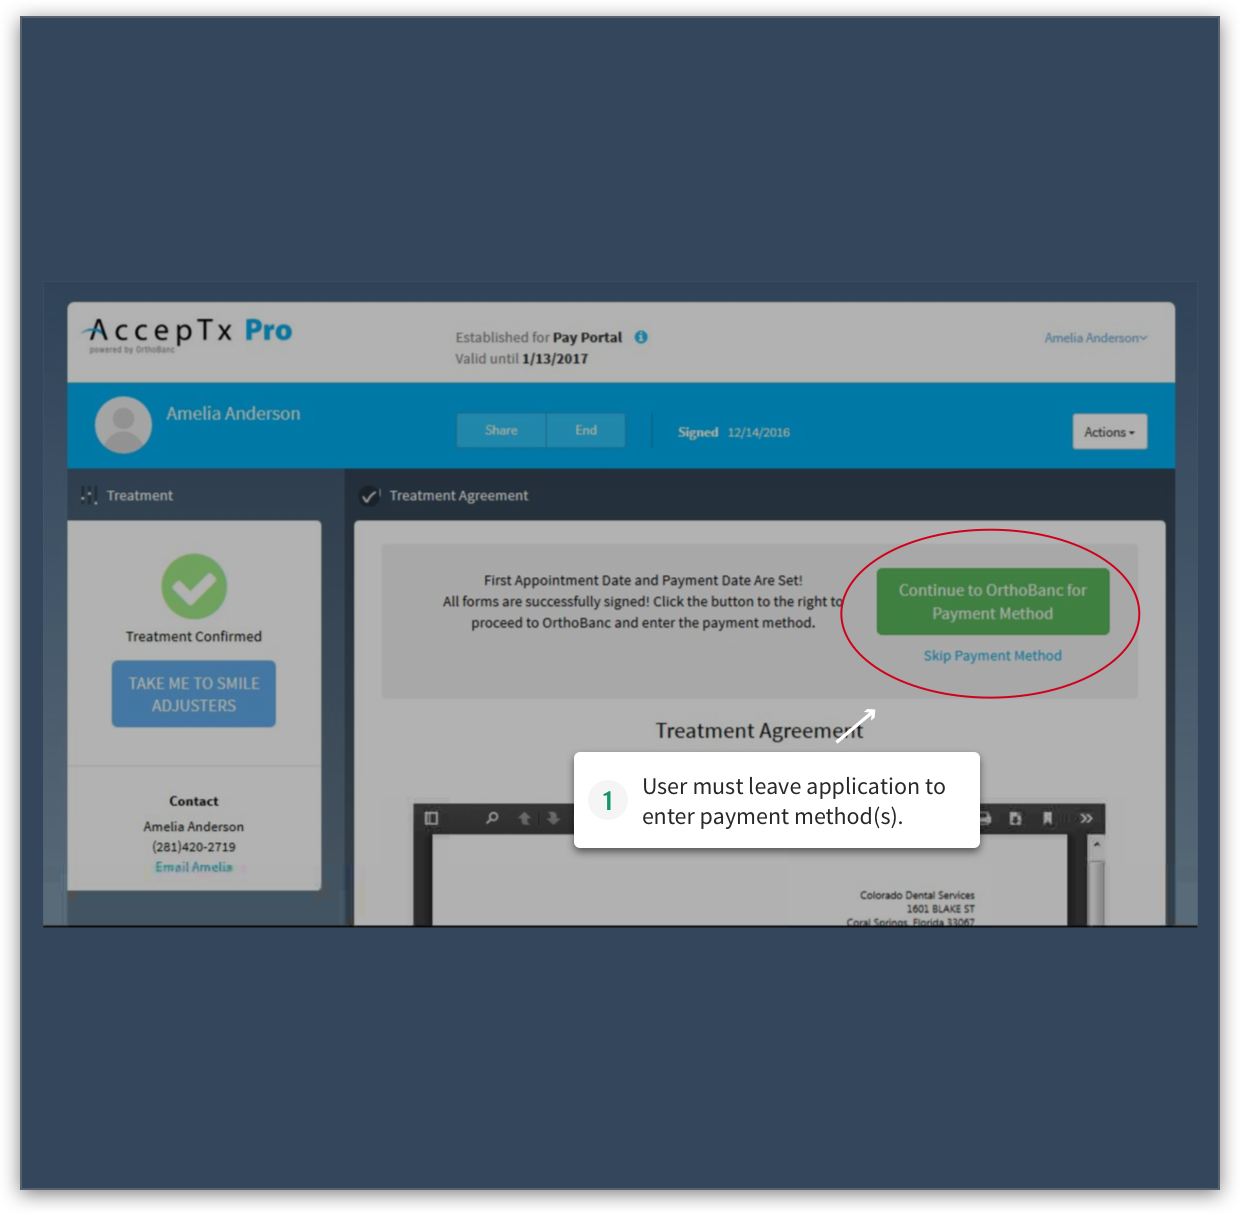 AccepTx Pro
powered by OrthoBanc
Established for Pay Portal
Valid until 1/13/2017
Amelia Anderson
Amelia Anderson
Share
End
Signed 12/14/2016
Actions
Treatment
Treatment Agreement
Treatment Confirmed
TAKE ME TO SMILE
ADJUSTERS
Contact
Amelia Anderson
(281)420-2719
Email Amelia
First Appointment Date and Payment Date Are Set!
All forms are successfully signed! Click the button to the right to
proceed to OrthoBanc and enter the payment method.
Continue to OrthoBanc for
Payment Method
Skip Payment Method
Treatment Agreement
1
User must leave application to
enter payment method(s).
Colorado Dental Services
1601 BLAKE ST
Coral Springs, Florida 33067